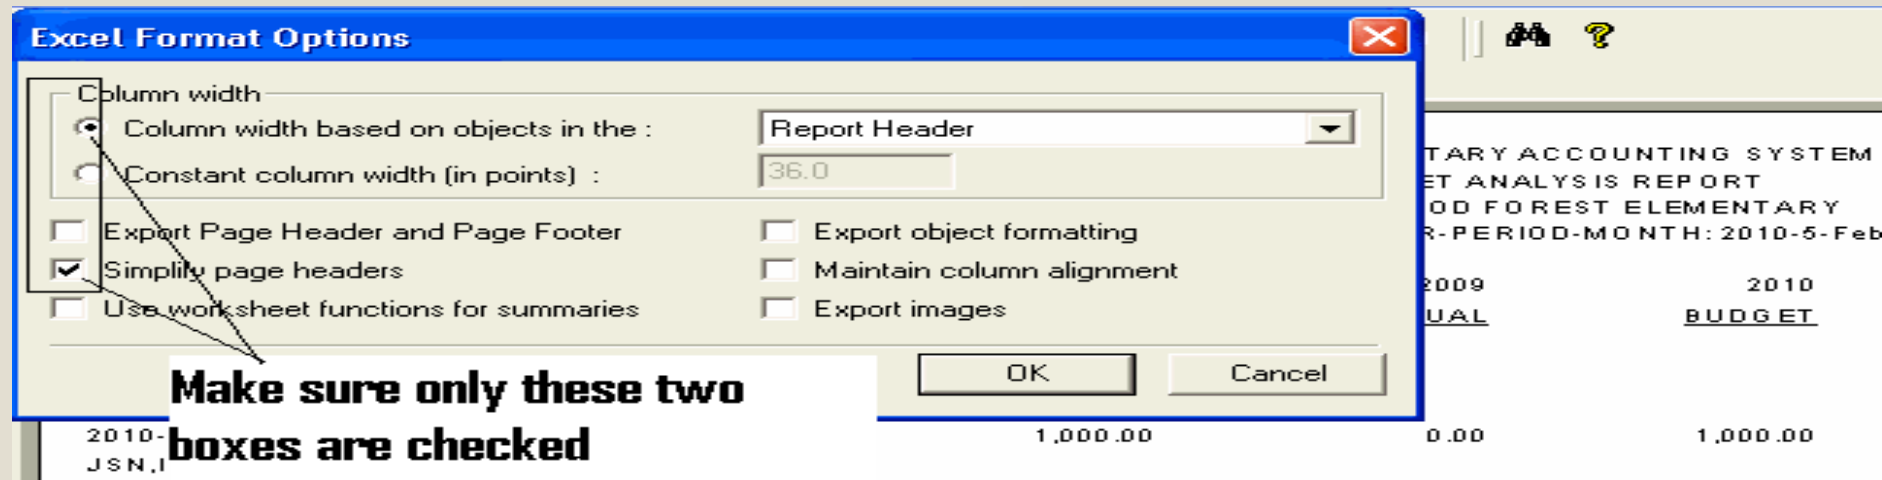 Excel Format Options
Column width
Column width based on objects in the :
Report Header
Constant column width (in points) :
36.0
Export Page Header and Page Footer
Export object formatting
Simplify page headers
Maintain column alignment
Use worksheet functions for summaries
Export images
OK
Cancel
Make sure only these two
boxes are checked
TARY ACCOUNTING SYSTEM
ET ANALYSIS REPORT
OD FOREST ELEMENTARY
R-PERIOD-MONTH: 2010-5-Feb
2009 2010
UAL BUDGET
2010- 1,000.00 0.00 1,000.00
JSN,I